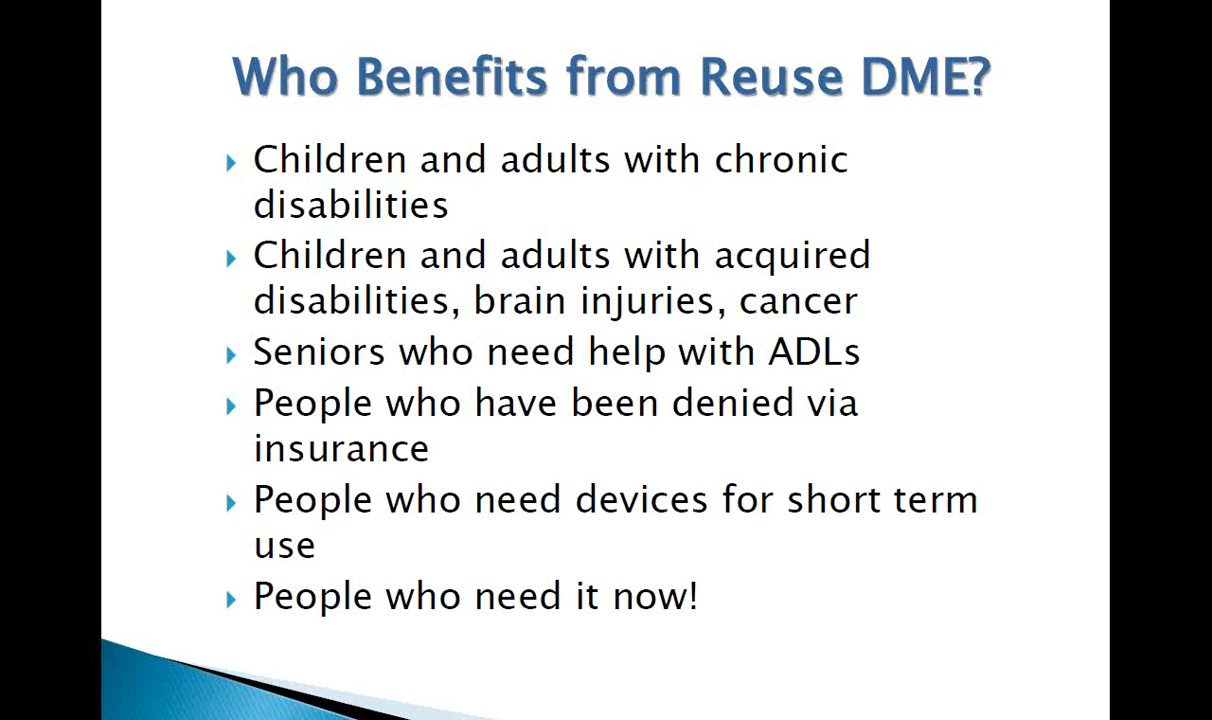 Who Benefits from Reuse DME?
Children and adults with chronic
disabilities
Children and adults with acquired
disabilities, brain injuries, cancer
Seniors who need help with ADLs
People who have been denied via
insurance
People who need devices for short term
use
People who need it now!